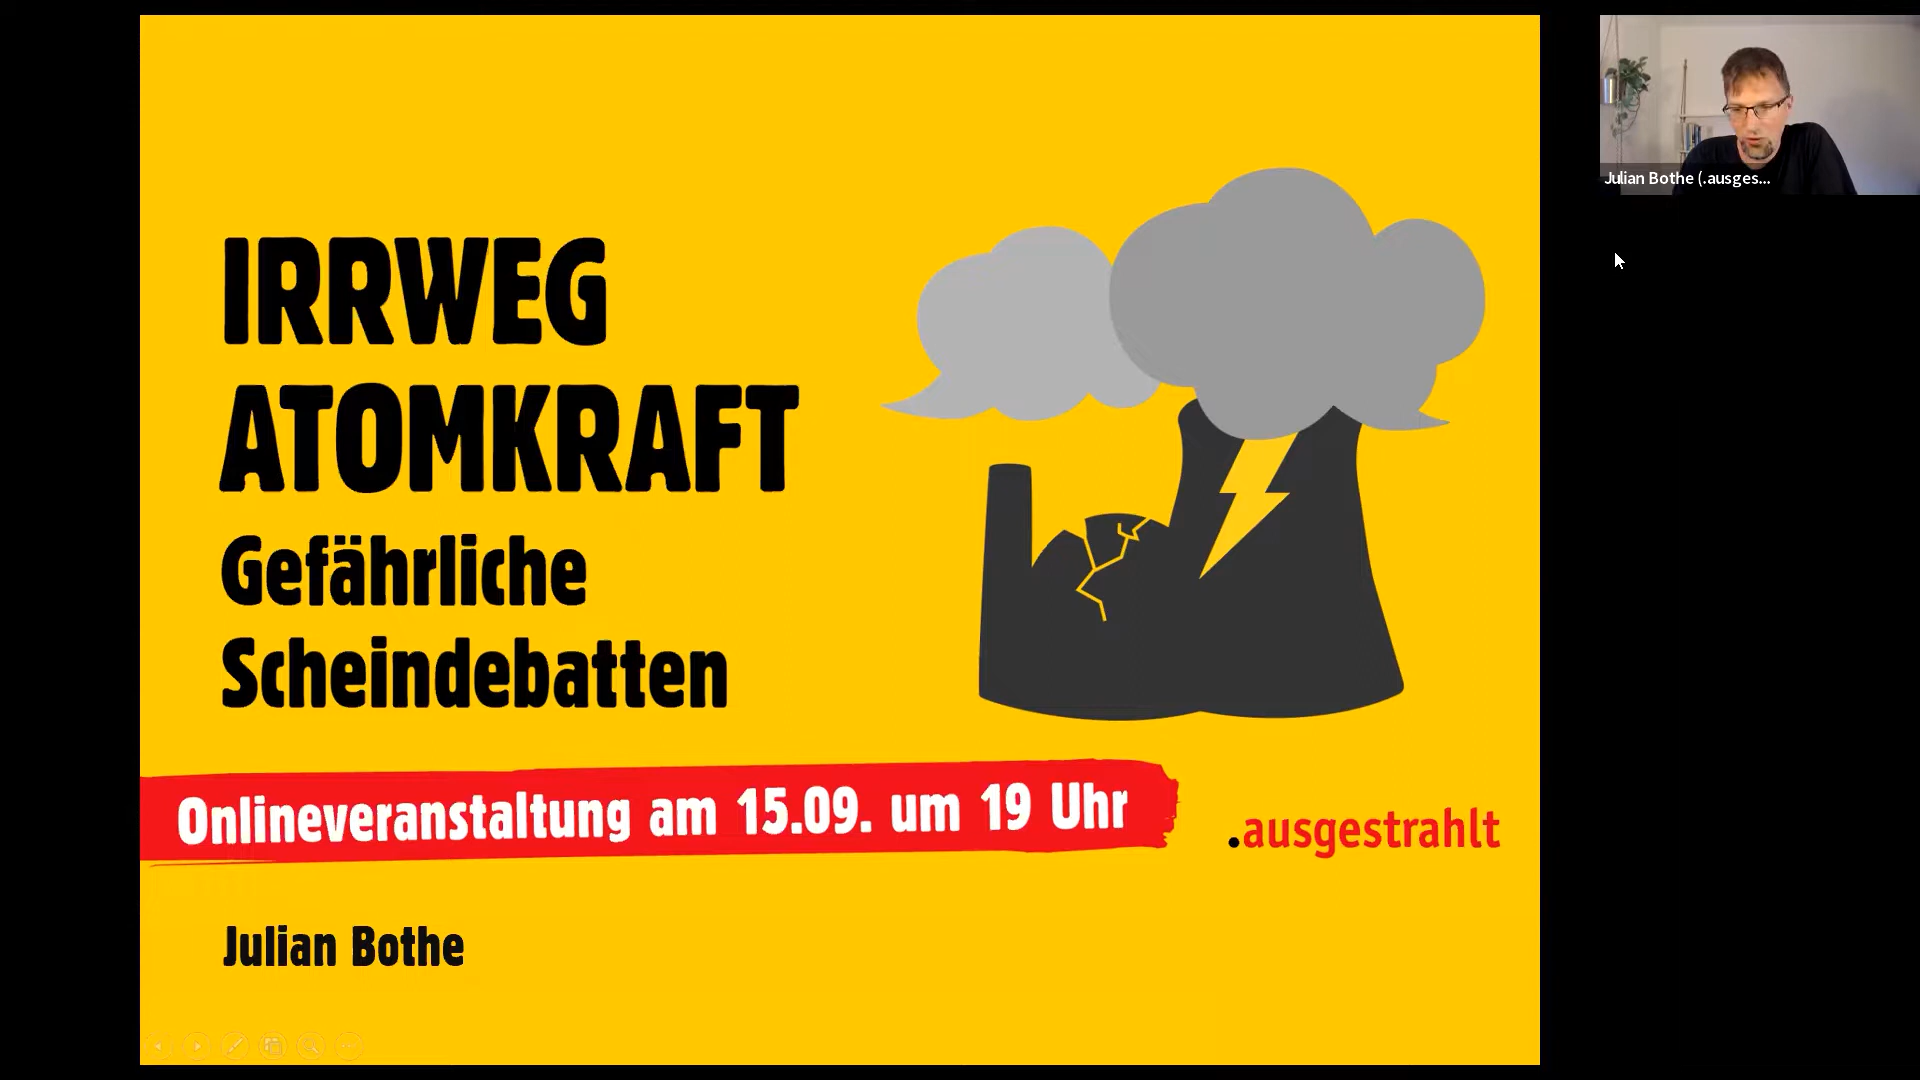 IRRWEG
ATOMKRAFT
Gefährliche
Scheindebatten
Onlineveranstaltung am 15.09. um 19 Uhr
.ausgestrahlt
Julian Bothe
Julian Bothe (.ausges...